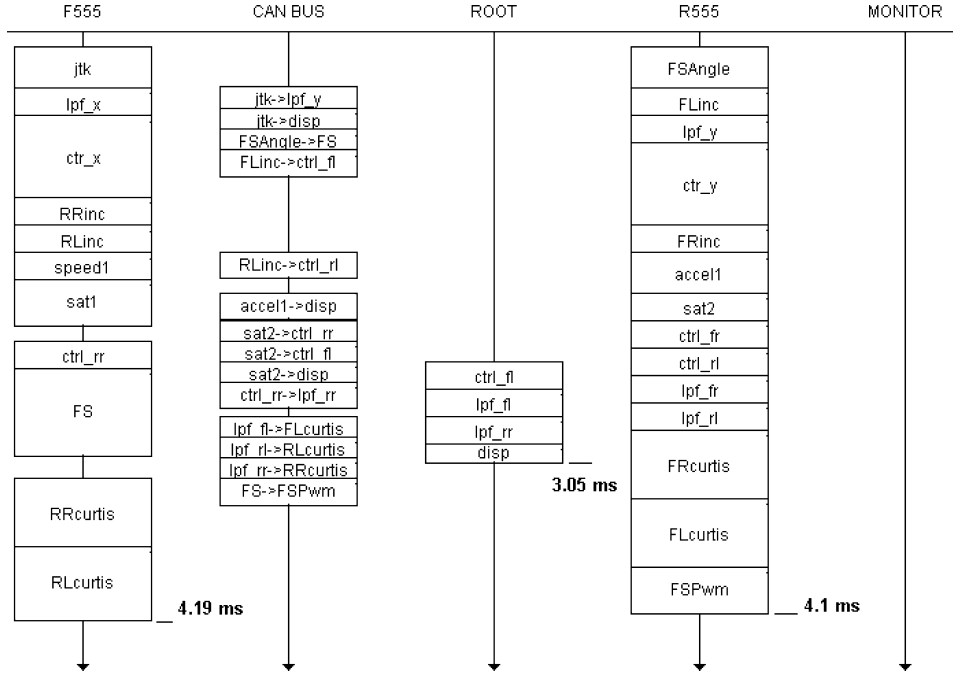 F555 CAN BUS ROOT R555 MONITOR
jtk
lpf_x
ctr_x
RRinc
RLinc
speed1
sat1
ctrl_rr
FS
RRcurtis
RLcurtis
4.19 ms
jtk->lpf_y
jtk->disp
FSAngle->FS
FLinc->ctrl_fl
RLinc->ctrl_rl
accel1->disp
sat2->ctrl_rr
sat2->ctrl_fl
sat2->disp
ctrl_rr->lpf_rr
lpf_fl->FLcurtis
lpf_rl->RLcurtis
lpf_rr->RRcurtis
FS->FSPwm
ctrl_fl
lpf_fl
lpf_rr
disp
3.05 ms
FSAngle
FLinc
lpf_y
ctr_y
FRinc
accel1
sat2
ctrl_fr
ctrl_rl
lpf_fr
lpf_rl
FRcurtis
FLcurtis
FSPwm
4.1 ms